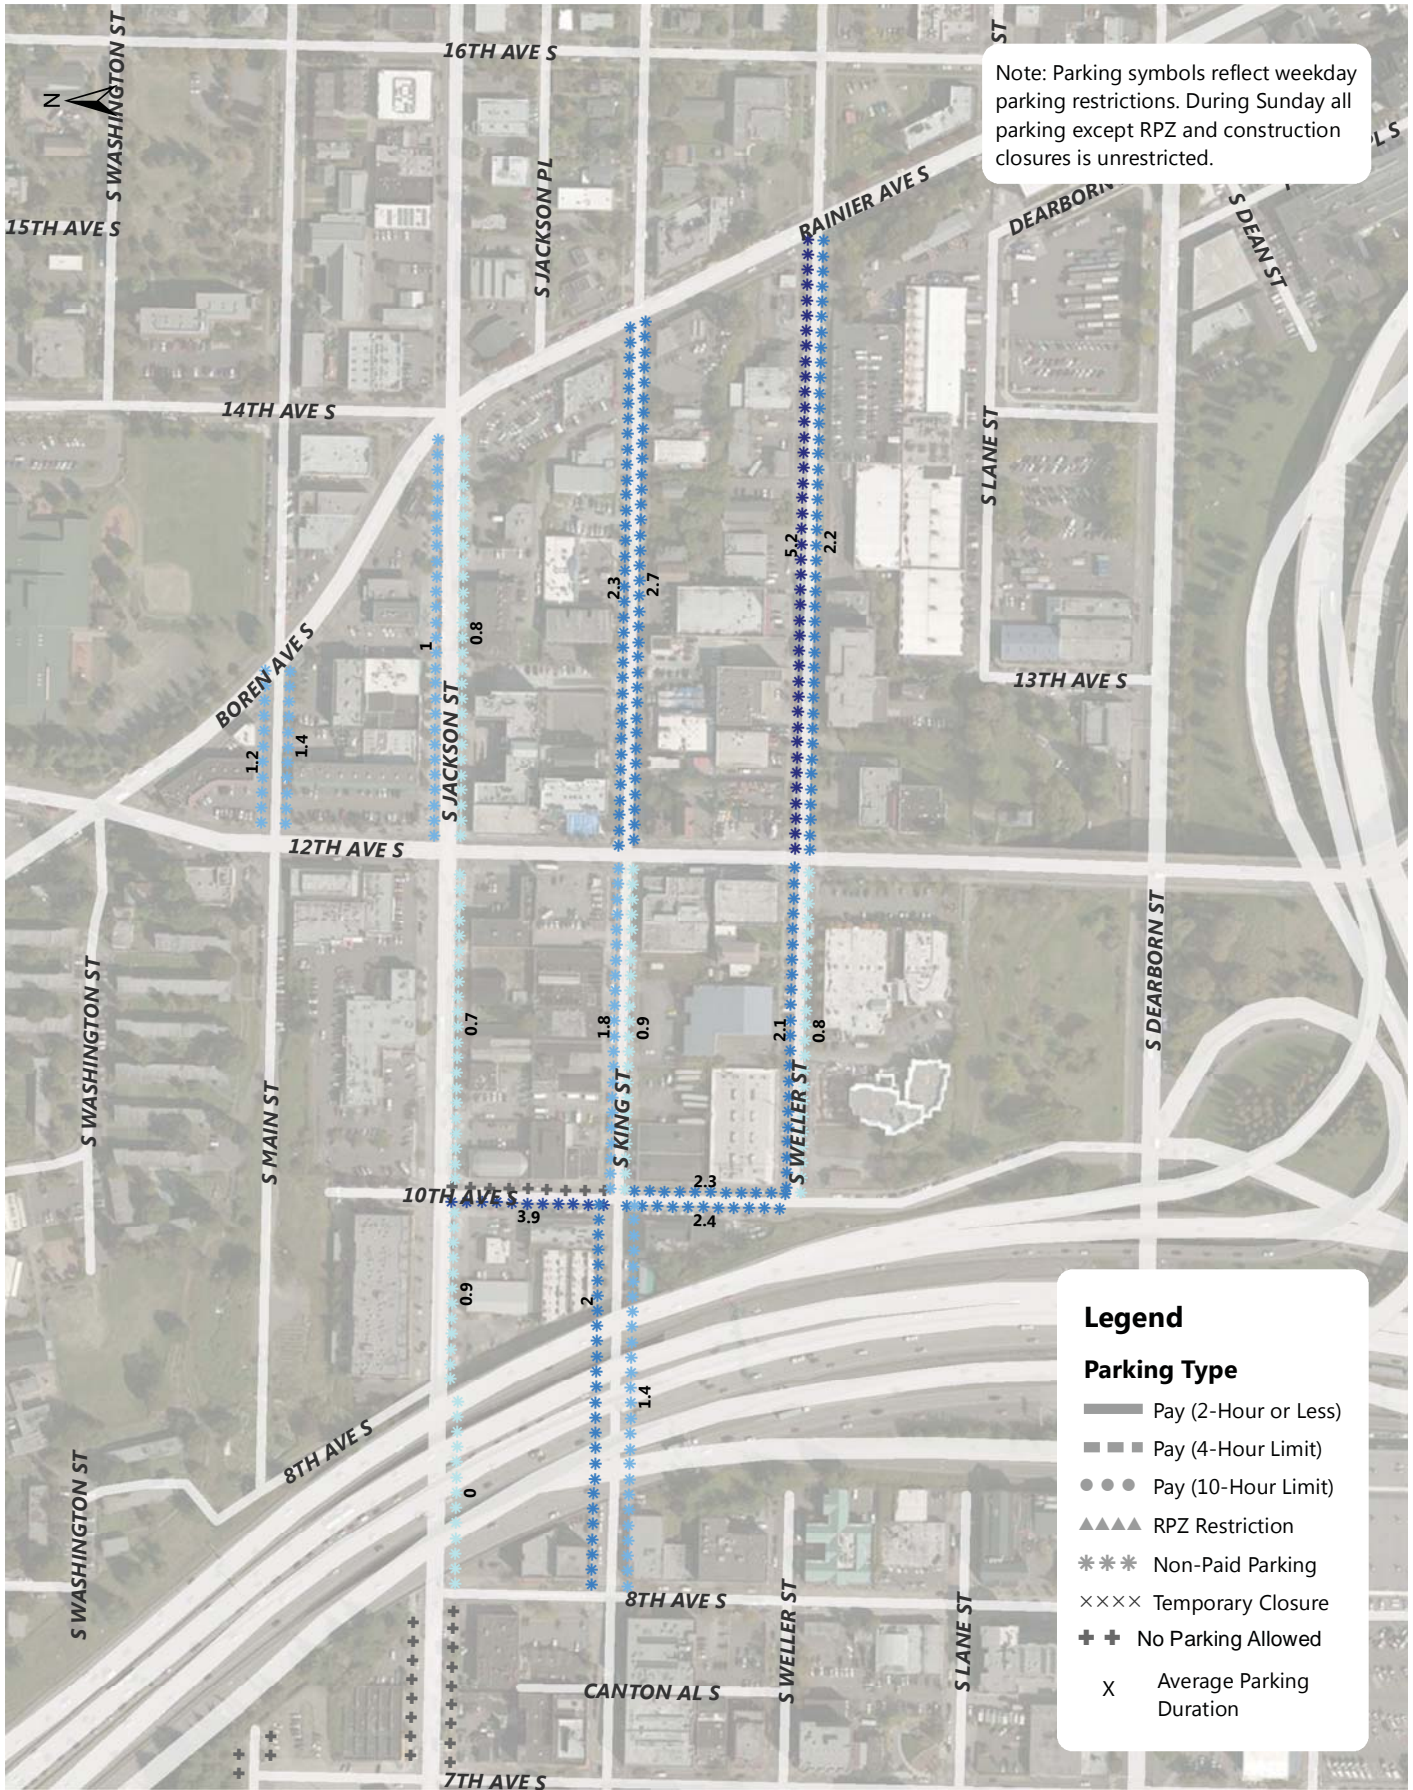 S WASHINGTON ST
16TH AVE S
ST
N
Note: Parking symbols reflect weekday
parking restrictions. During Sunday all
parking except RPZ and construction
closures is unrestricted.
PL S
15TH AVE S
S JACKSON PL
RAINIER AVE S
DEARBORN
S DEAN ST
14TH AVE S
S LANE ST
5.2
2.2
2.3
2.7
1
0.8
BOREN AVE S
13TH AVE S
1.2
1.4
S JACKSON ST
12TH AVE S
S WASHINGTON ST
0.7
1.8
0.9
2.1
0.8
S DEARBORN ST
S MAIN ST
S KING ST
S WELLER ST
10TH AVE S
2.3
3.9
2.4
0.9
2
1.4
8TH AVE S
S WASHINGTON ST
0
8TH AVE S
S WELLER ST
S LANE ST
CANTON AL S
7TH AVE S
Legend
Parking Type
Pay (2-Hour or Less)
Pay (4-Hour Limit)
Pay (10-Hour Limit)
RPZ Restriction
Non-Paid Parking
Temporary Closure
No Parking Allowed
X Average Parking
Duration